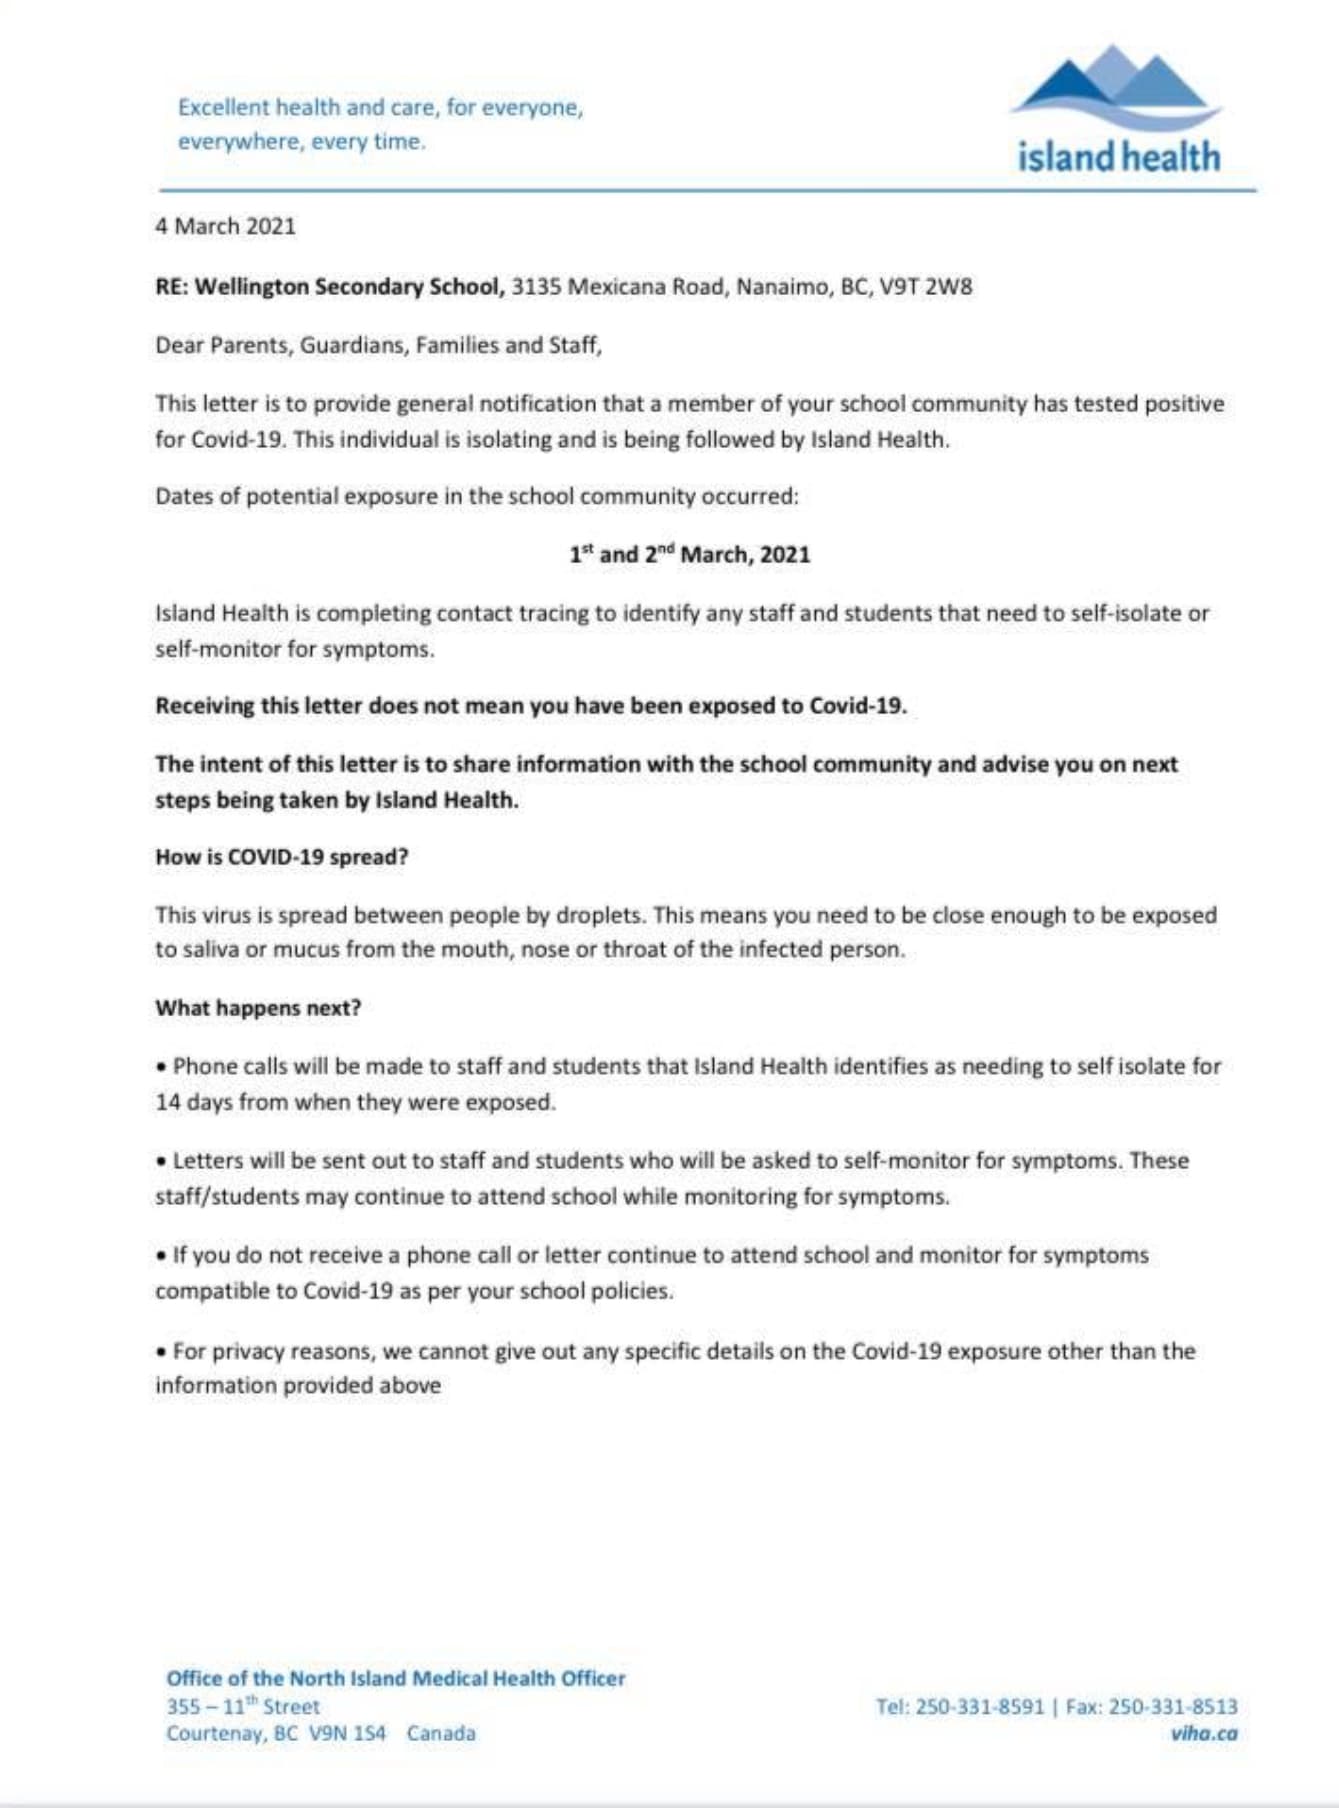 Excellent health and care, for everyone,
everywhere, every time.
island health
4 March 2021
RE: Wellington Secondary School, 3135 Mexicana Road, Nanaimo, BC, V9T 2W8
Dear Parents, Guardians, Families and Staff,
This letter is to provide general notification that a member of your school community has tested positive
for Covid-19. This individual is isolating and is being followed by Island Health.
Dates of potential exposure in the school community occurred:
1st and 2nd March, 2021
Island Health is completing contact tracing to identify any staff and students that need to self-isolate or
self-monitor for symptoms.
Receiving this letter does not mean you have been exposed to Covid-19.
The intent of this letter is to share information with the school community and advise you on next
steps being taken by Island Health.
How is COVID-19 spread?
This virus is spread between people by droplets. This means you need to be close enough to be exposed
to saliva or mucus from the mouth, nose or throat of the infected person.
What happens next?
• Phone calls will be made to staff and students that Island Health identifies as needing to self isolate for
14 days from when they were exposed.
• Letters will be sent out to staff and students who will be asked to self-monitor for symptoms. These
staff/students may continue to attend school while monitoring for symptoms.
• If you do not receive a phone call or letter continue to attend school and monitor for symptoms
compatible to Covid-19 as per your school policies.
• For privacy reasons, we cannot give out any specific details on the Covid-19 exposure other than the
information provided above
Office of the North Island Medical Health Officer
355 – 11th Street
Courtenay, BC V9N 1S4 Canada
Tel: 250-331-8591 | Fax: 250-331-8513
viha.ca